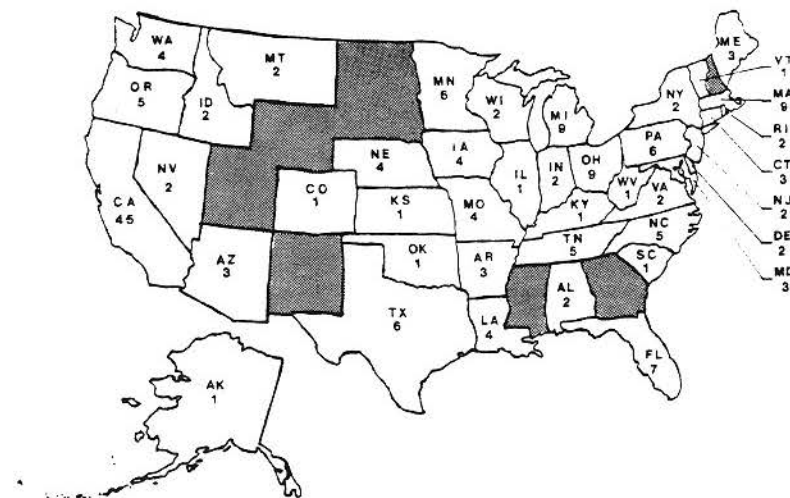 WA
4
MT
2
ME
3
VT
1
OR
5
ID
2
MN
6
WI
2
MI
9
NY
2
MA
9
RI
2
CT
3
NV
2
CA
45
NE
4
IA
4
PA
6
NJ
2
CO
1
KS
1
MO
4
IL
1
IN
2
OH
9
WV
1
VA
2
DE
2
MD
3
KY
1
AZ
3
OK
1
AR
3
TN
5
NC
5
SC
1
TX
6
LA
4
AL
2
FL
7
AK
1